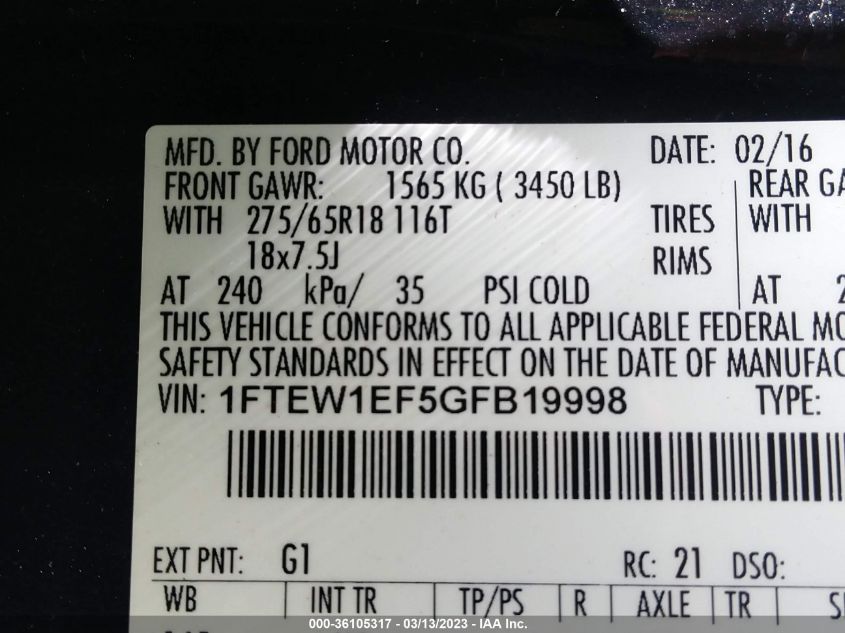 MFD. BY FORD MOTOR CO. DATE: 02/16
FRONT GAWR: 1565 KG ( 3450 LB) REAR
WITH 275/65R18 116T TIRES WITH
18x7.5J RIMS
AT 240 kPa/ 35 PSI COLD AT
THIS VEHICLE CONFORMS TO ALL APPLICABLE FEDERAL
SAFETY STANDARDS IN EFFECT ON THE DATE OF
VIN: 1FTEW1EF5GFB19998 TYPE:
EXT PNT: G1 RC: 21 DSO:
WB INT TR TP/PS R AXLE TR
000-36105317 - 03/13/2023 - IAA Inc.